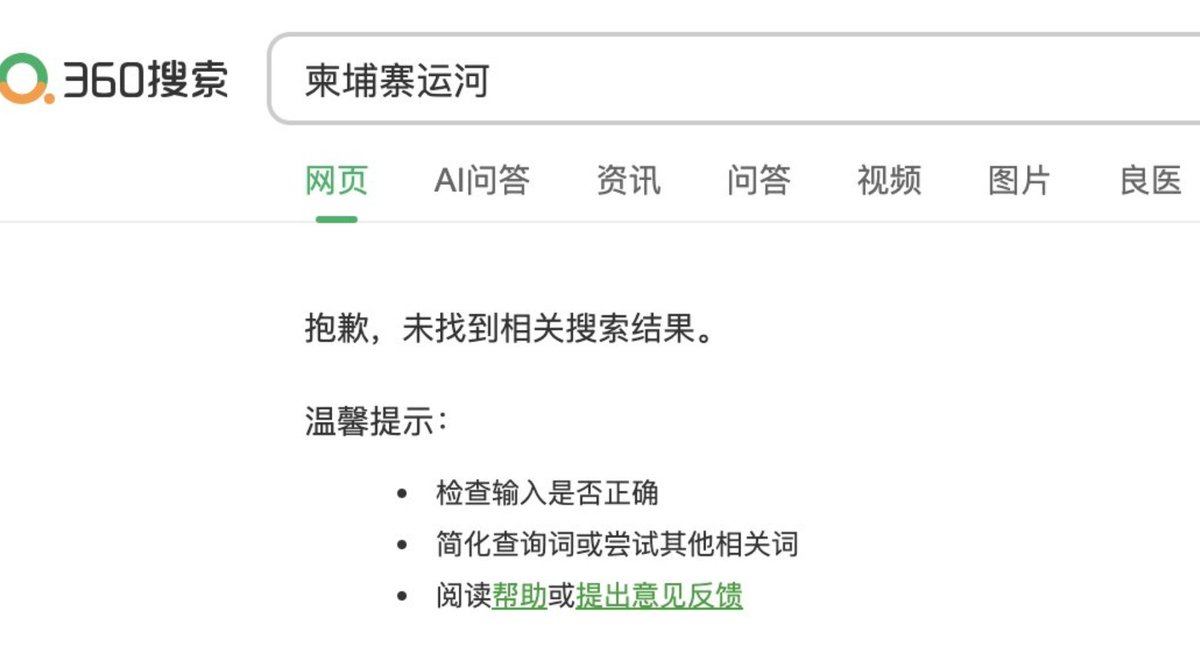 360搜索
柬埔寨运河
网页 AI问答 资讯 问答 视频 图片 良医
抱歉，未找到相关搜索结果。
温馨提示：
• 检查输入是否正确
• 简化查询词或尝试其他相关词
• 阅读帮助或提出意见反馈